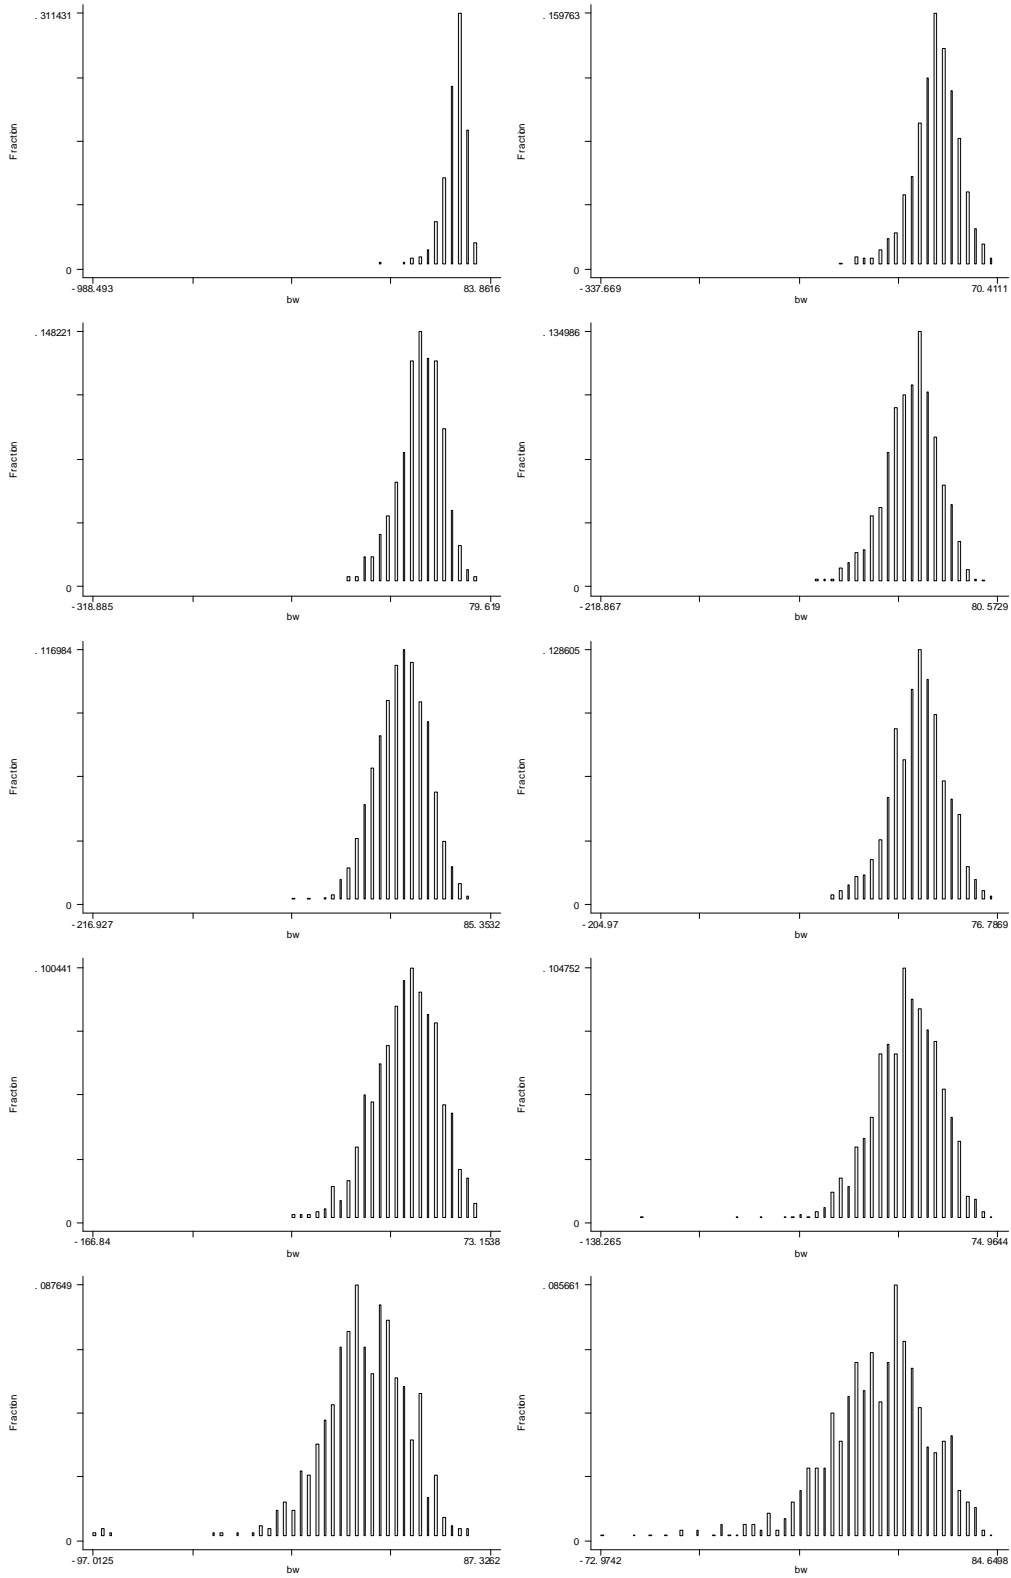 .311431
Fraction
0
-988.493
83.8616
bw
.159763
Fraction
0
-337.669
70.4111
bw
.148221
Fraction
0
-318.885
79.619
bw
.134986
Fraction
0
-218.867
80.5729
bw
.116984
Fraction
0
-216.927
85.3532
bw
.128605
Fraction
0
-204.97
76.7869
bw
.100441
Fraction
0
-166.84
73.1538
bw
.104752
Fraction
0
-138.265
74.9644
bw
.087649
Fraction
0
-97.0125
87.3262
bw
.085661
Fraction
0
-72.9742
84.6498
bw